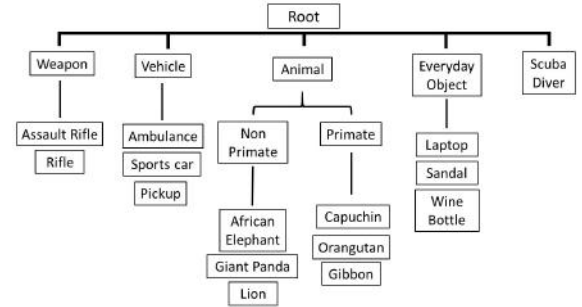 Root
Weapon
Vehicle
Animal
Everyday
Object
Scuba
Diver
Assault Rifle
Rifle
Ambulance
Sports car
Pickup
Non
Primate
Primate
African
Elephant
Giant Panda
Lion
Capuchin
Orangutan
Gibbon
Laptop
Sandal
Wine
Bottle